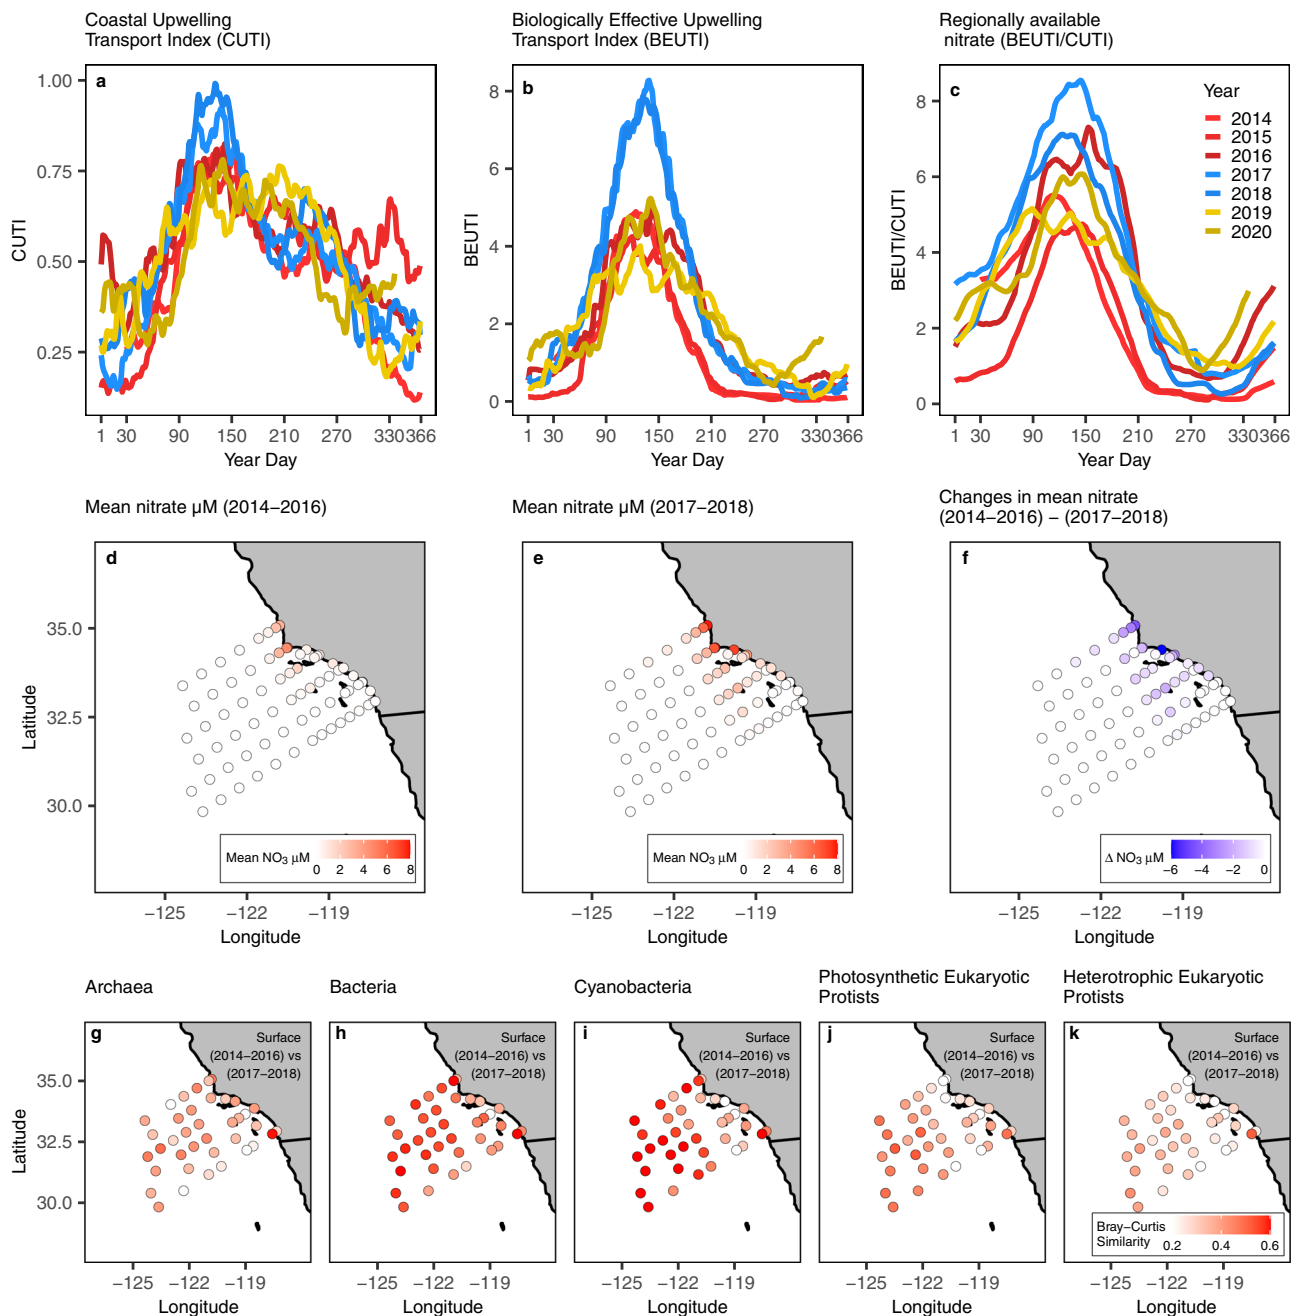 Coastal Upwelling
Transport Index (CUTI)
Biologically Effective Upwelling
Transport Index (BEUTI)
Regionally available
nitrate (BEUTI/CUTI)
a
1.00
0.75
0.50
0.25
CUTI
1 30 90 150 210 270 330 366
Year Day
b
8
6
4
2
0
BEUTI
1 30 90 150 210 270 330 366
Year Day
c
8
6
4
2
0
BEUTI/CUTI
Year
2014
2015
2016
2017
2018
2019
2020
1 30 90 150 210 270 330 366
Year Day
Mean nitrate µM (2014−2016)
Mean nitrate µM (2017−2018)
Changes in mean nitrate
(2014−2016) − (2017−2018)
d
35.0
32.5
30.0
Latitude
Mean NO3 µM
0 2 4 6 8
−125 −122 −119
Longitude
e
Mean NO3 µM
0 2 4 6 8
−125 −122 −119
Longitude
f
Δ NO3 µM
−6 −4 −2 0
−125 −122 −119
Longitude
Archaea
Bacteria
Cyanobacteria
Photosynthetic Eukaryotic
Protists
Heterotrophic Eukaryotic
Protists
g
Surface
(2014−2016) vs
(2017−2018)
35.0
32.5
30.0
Latitude
−125 −122 −119
Longitude
h
Surface
(2014−2016) vs
(2017−2018)
−125 −122 −119
Longitude
i
Surface
(2014−2016) vs
(2017−2018)
−125 −122 −119
Longitude
j
Surface
(2014−2016) vs
(2017−2018)
−125 −122 −119
Longitude
k
Surface
(2014−2016) vs
(2017−2018)
Bray−Curtis
Similarity
0.2 0.4 0.6
−125 −122 −119
Longitude